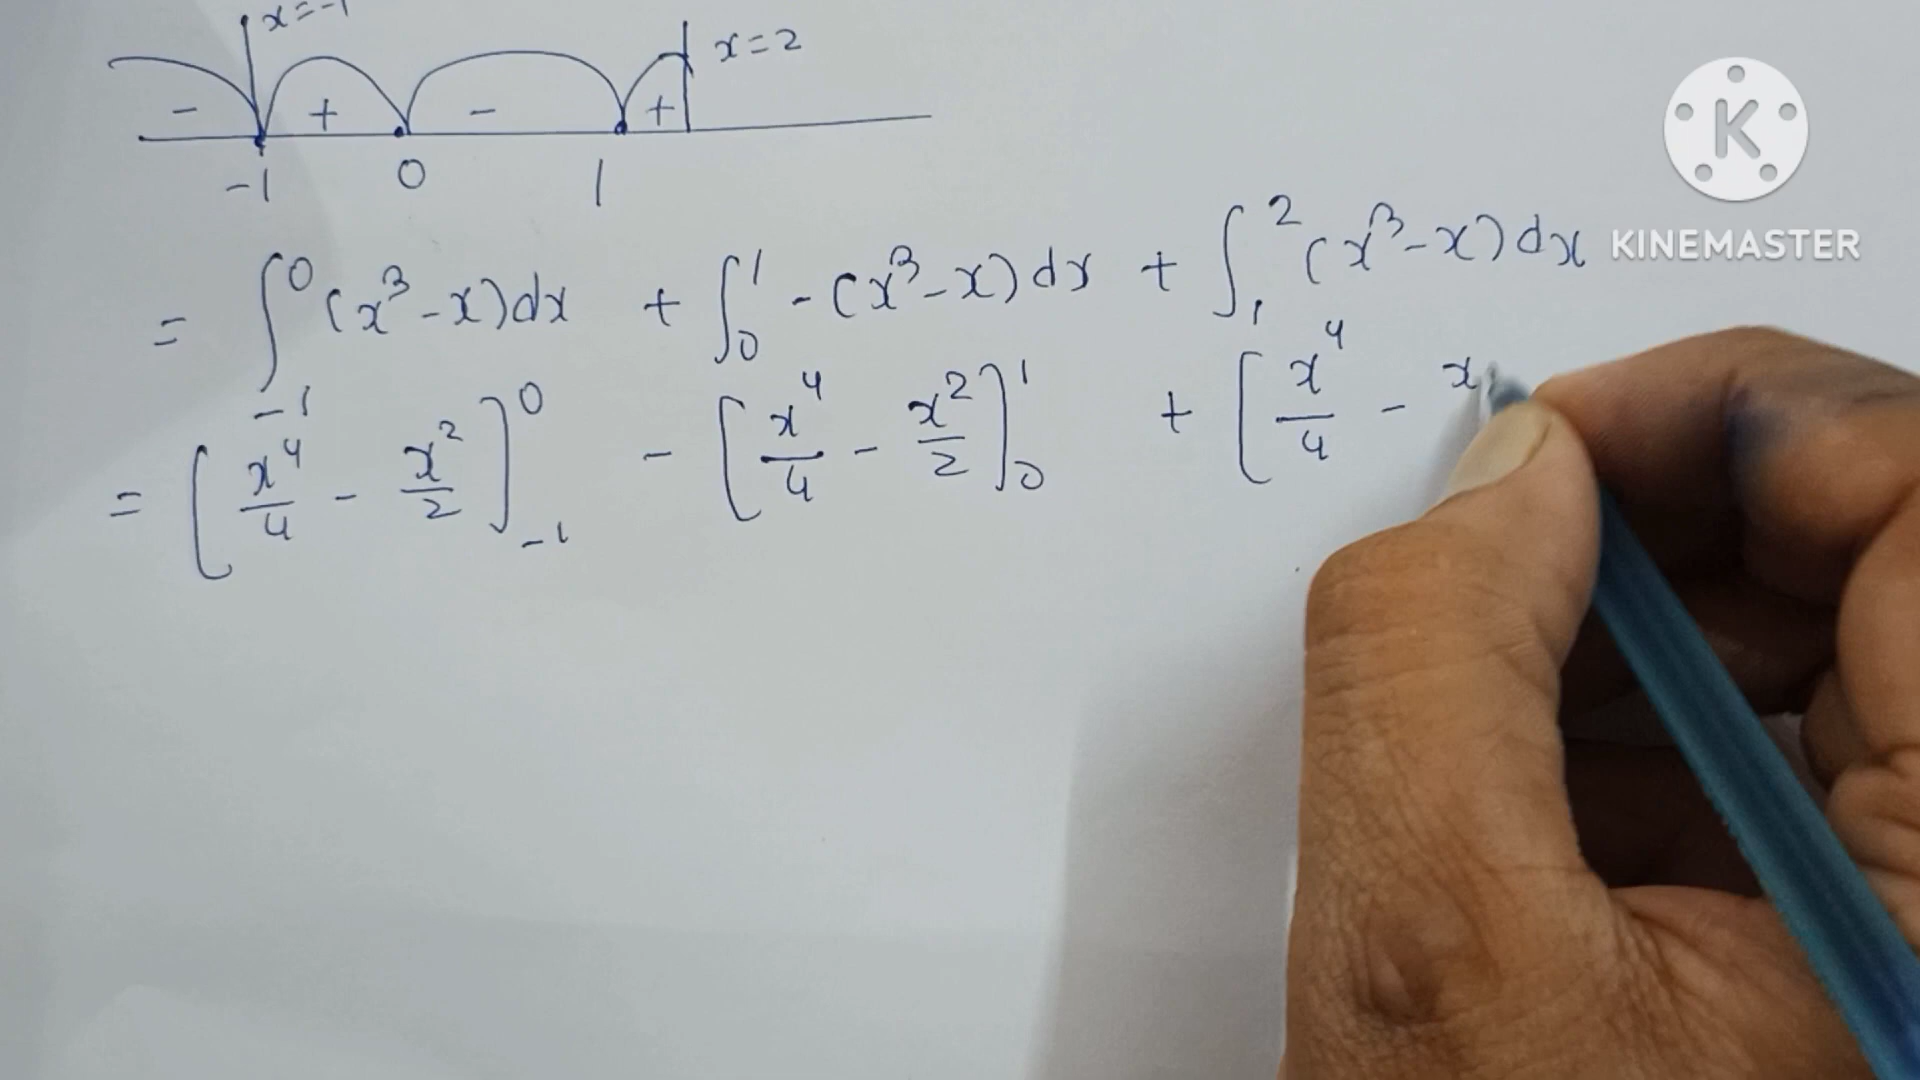 x=-1
x=2
- + - +
-1 0 1
= ∫₋₁⁰ (x³-x)dx + ∫₀¹ -(x³-x)dx + ∫₁² (x³-x)dx
= [x⁴/4 - x²/2]₋₁⁰ - [x⁴/4 - x²/2]₀¹ + [x⁴/4 - x
K
KINEMASTER